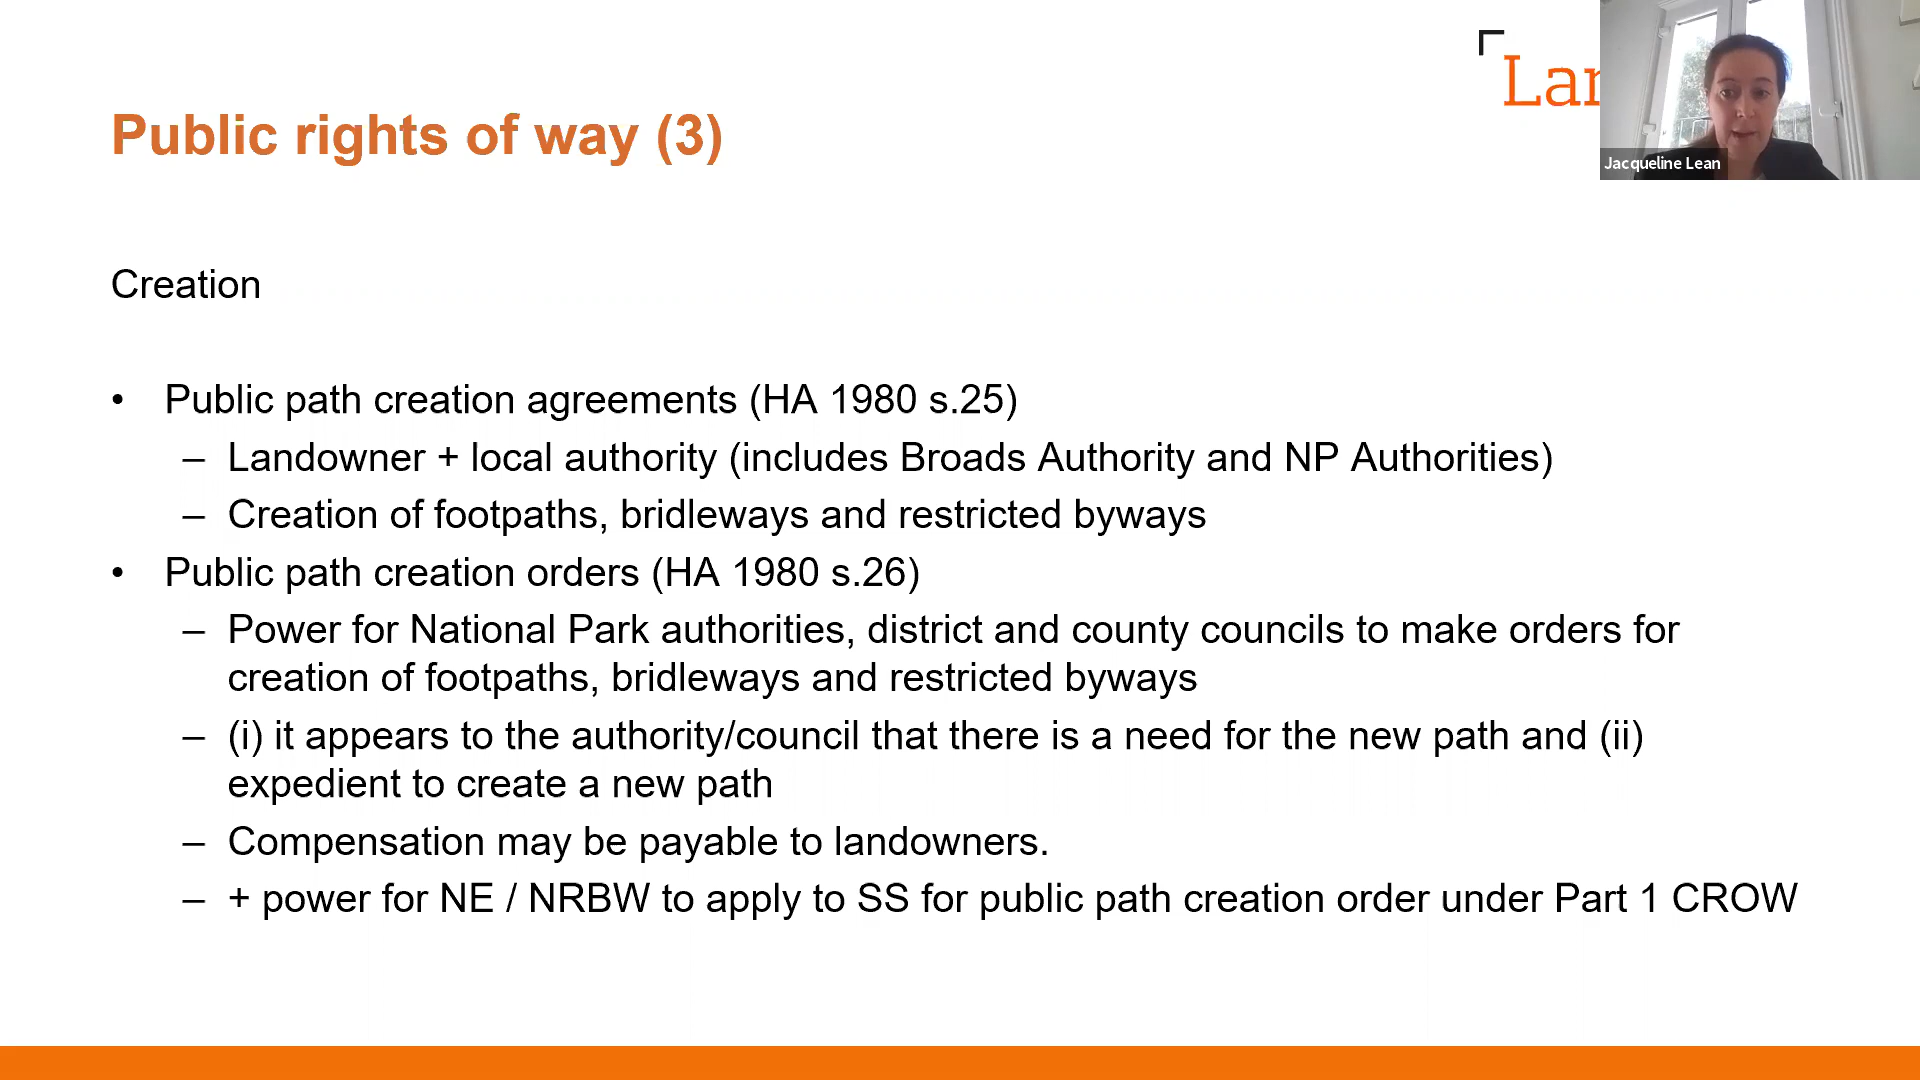 Lan
Jacqueline Lean
Public rights of way (3)
Creation
• Public path creation agreements (HA 1980 s.25)
– Landowner + local authority (includes Broads Authority and NP Authorities)
– Creation of footpaths, bridleways and restricted byways
• Public path creation orders (HA 1980 s.26)
– Power for National Park authorities, district and county councils to make orders for
creation of footpaths, bridleways and restricted byways
– (i) it appears to the authority/council that there is a need for the new path and (ii)
expedient to create a new path
– Compensation may be payable to landowners.
– + power for NE / NRBW to apply to SS for public path creation order under Part 1 CROW